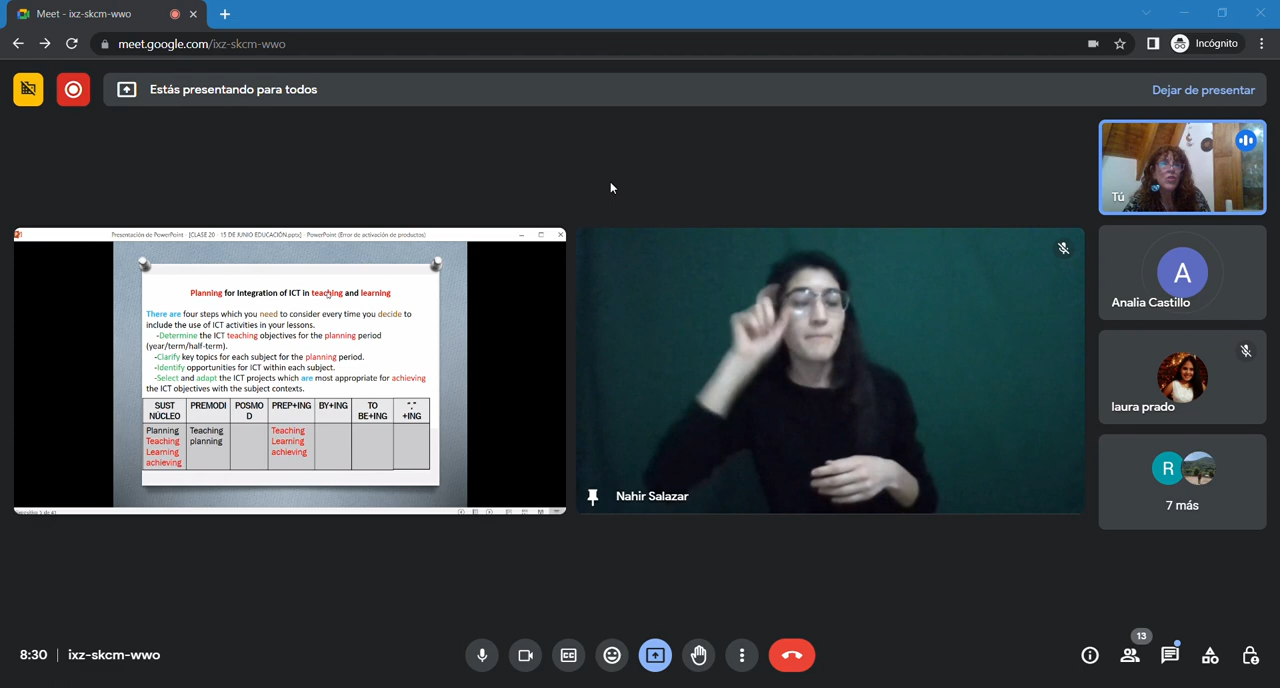 Meet - ixz-skcm-wwo
meet.google.com/ixz-skcm-wwo
Incógnito
Estás presentando para todos
Dejar de presentar
Presentación de PowerPoint - [CLASE 20 - 15 DE JUNIO EDUCACIÓN.pptx] - PowerPoint (Error de activación de productos)
Planning for Integration of ICT in teaching and learning
There are four steps which you need to consider every time you decide to
include the use of ICT activities in your lessons.
-Determine the ICT teaching objectives for the planning period
(year/term/half-term).
-Clarify key topics for each subject for the planning period.
-Identify opportunities for ICT within each subject.
-Select and adapt the ICT projects which are most appropriate for achieving
the ICT objectives with the subject contexts.
SUST NÚCLEO PREMODI POSMO D PREP+ING BY+ING TO BE+ING "," +ING
Planning Teaching Teaching
Teaching planning Learning
Learning achieving
achieving
Nahir Salazar
Tú
A
Analia Castillo
laura prado
R
7 más
8:30 | ixz-skcm-wwo
CC
13